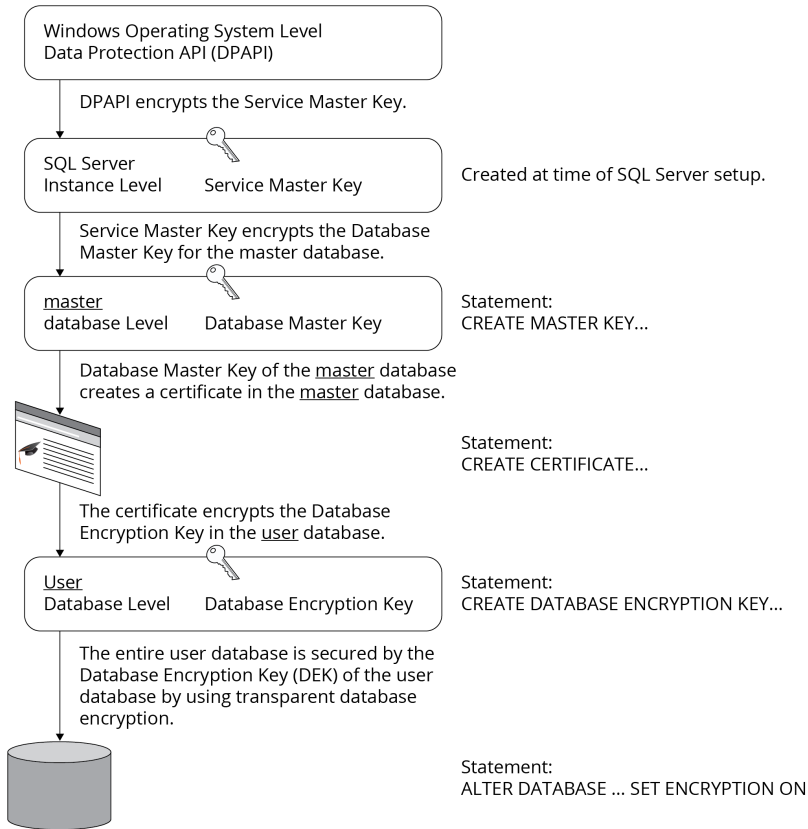 Windows Operating System Level
Data Protection API (DPAPI)
DPAPI encrypts the Service Master Key.
SQL Server
Instance Level Service Master Key
Created at time of SQL Server setup.
Service Master Key encrypts the Database
Master Key for the master database.
master
database Level Database Master Key
Statement:
CREATE MASTER KEY...
Database Master Key of the master database
creates a certificate in the master database.
Statement:
CREATE CERTIFICATE...
The certificate encrypts the Database
Encryption Key in the user database.
User
Database Level Database Encryption Key
Statement:
CREATE DATABASE ENCRYPTION KEY...
The entire user database is secured by the
Database Encryption Key (DEK) of the user
database by using transparent database
encryption.
Statement:
ALTER DATABASE ... SET ENCRYPTION ON